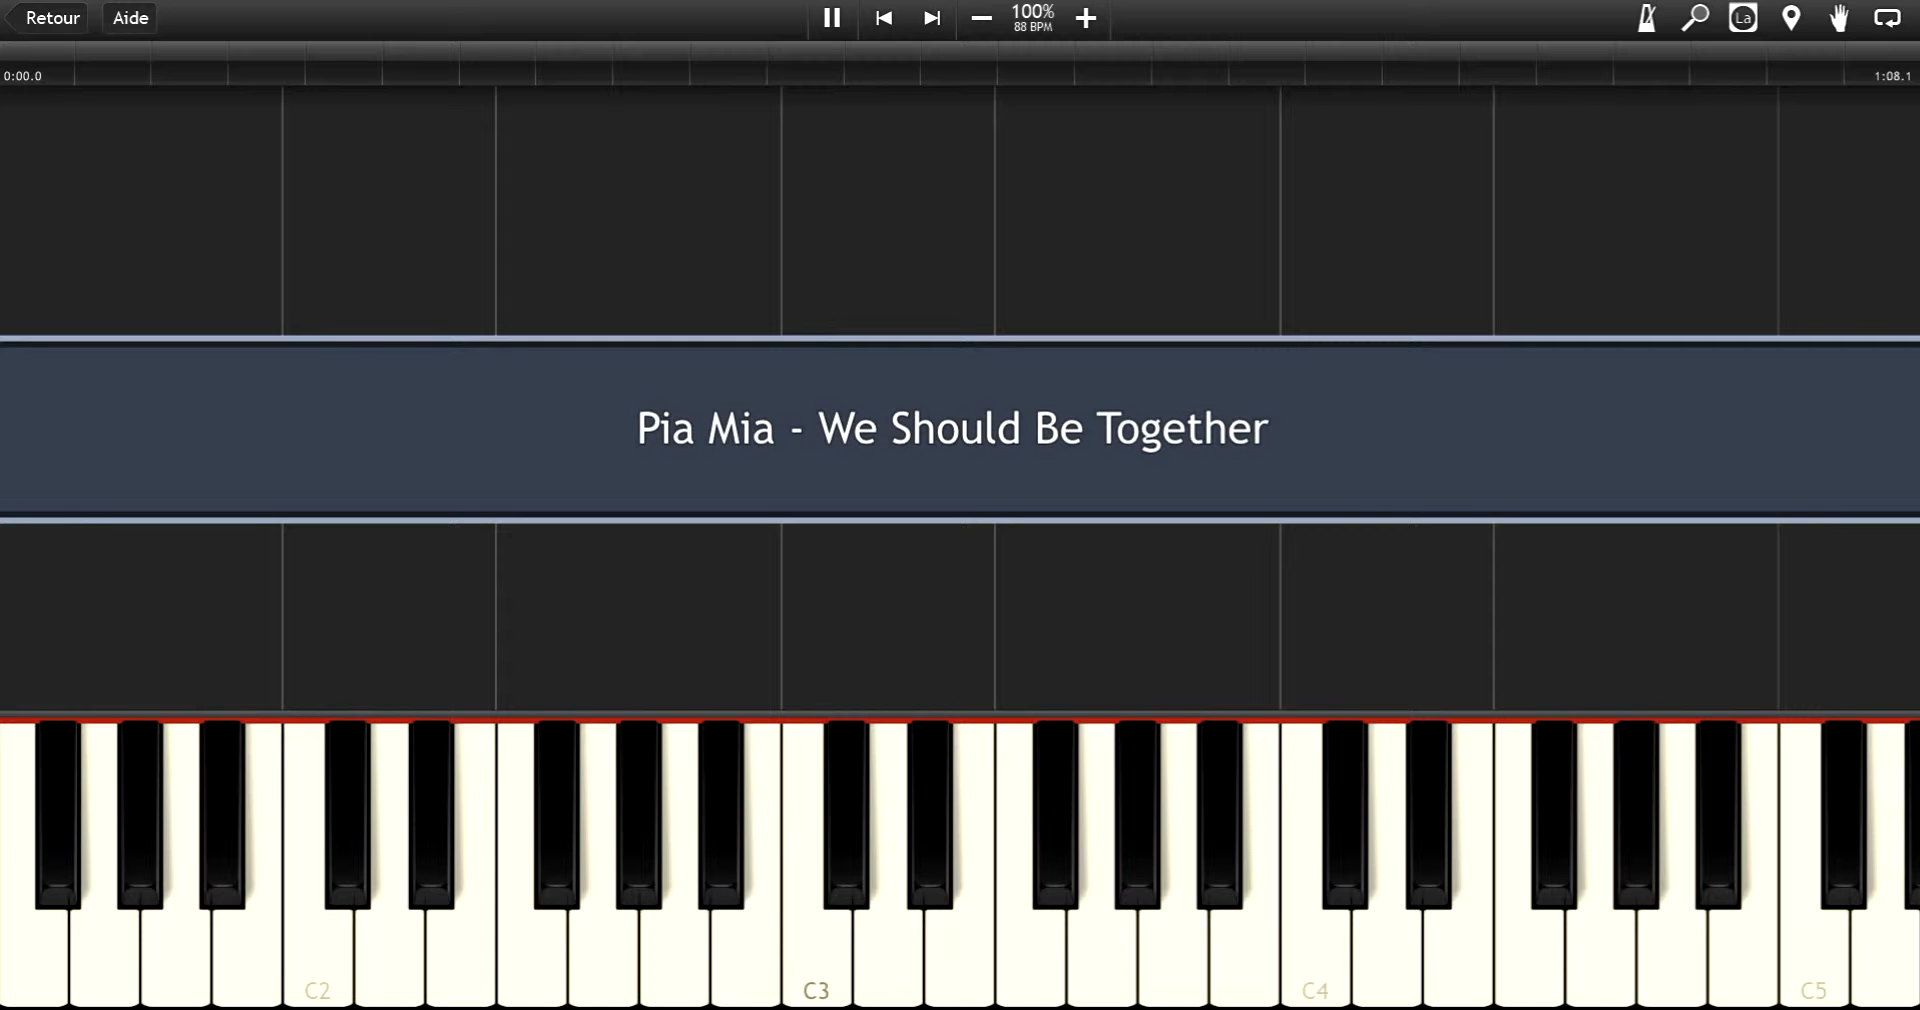 Retour Aide 100% La
88 BPM
0:00.0 1:08.1
Pia Mia - We Should Be Together
C2 C3 C4 C5